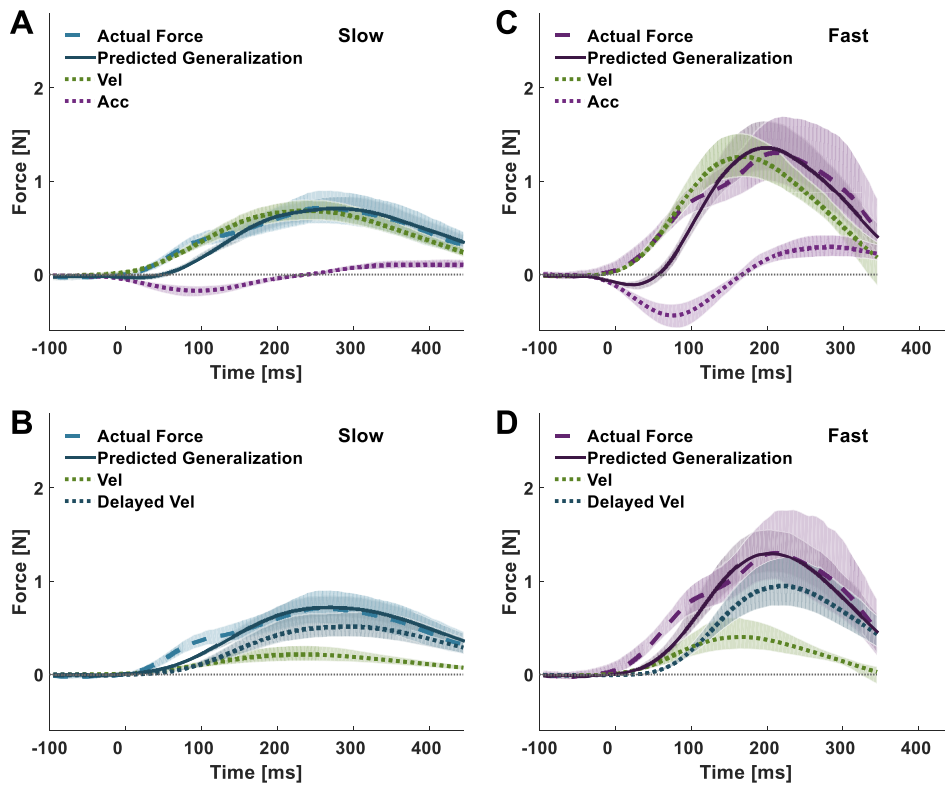 A
Slow
Actual Force
Predicted Generalization
Vel
Acc
2
1
0
Force [N]
-100 0 100 200 300 400
Time [ms]
C
Fast
Actual Force
Predicted Generalization
Vel
Acc
2
1
0
Force [N]
-100 0 100 200 300 400
Time [ms]
B
Slow
Actual Force
Predicted Generalization
Vel
Delayed Vel
2
1
0
Force [N]
-100 0 100 200 300 400
Time [ms]
D
Fast
Actual Force
Predicted Generalization
Vel
Delayed Vel
2
1
0
Force [N]
-100 0 100 200 300 400
Time [ms]